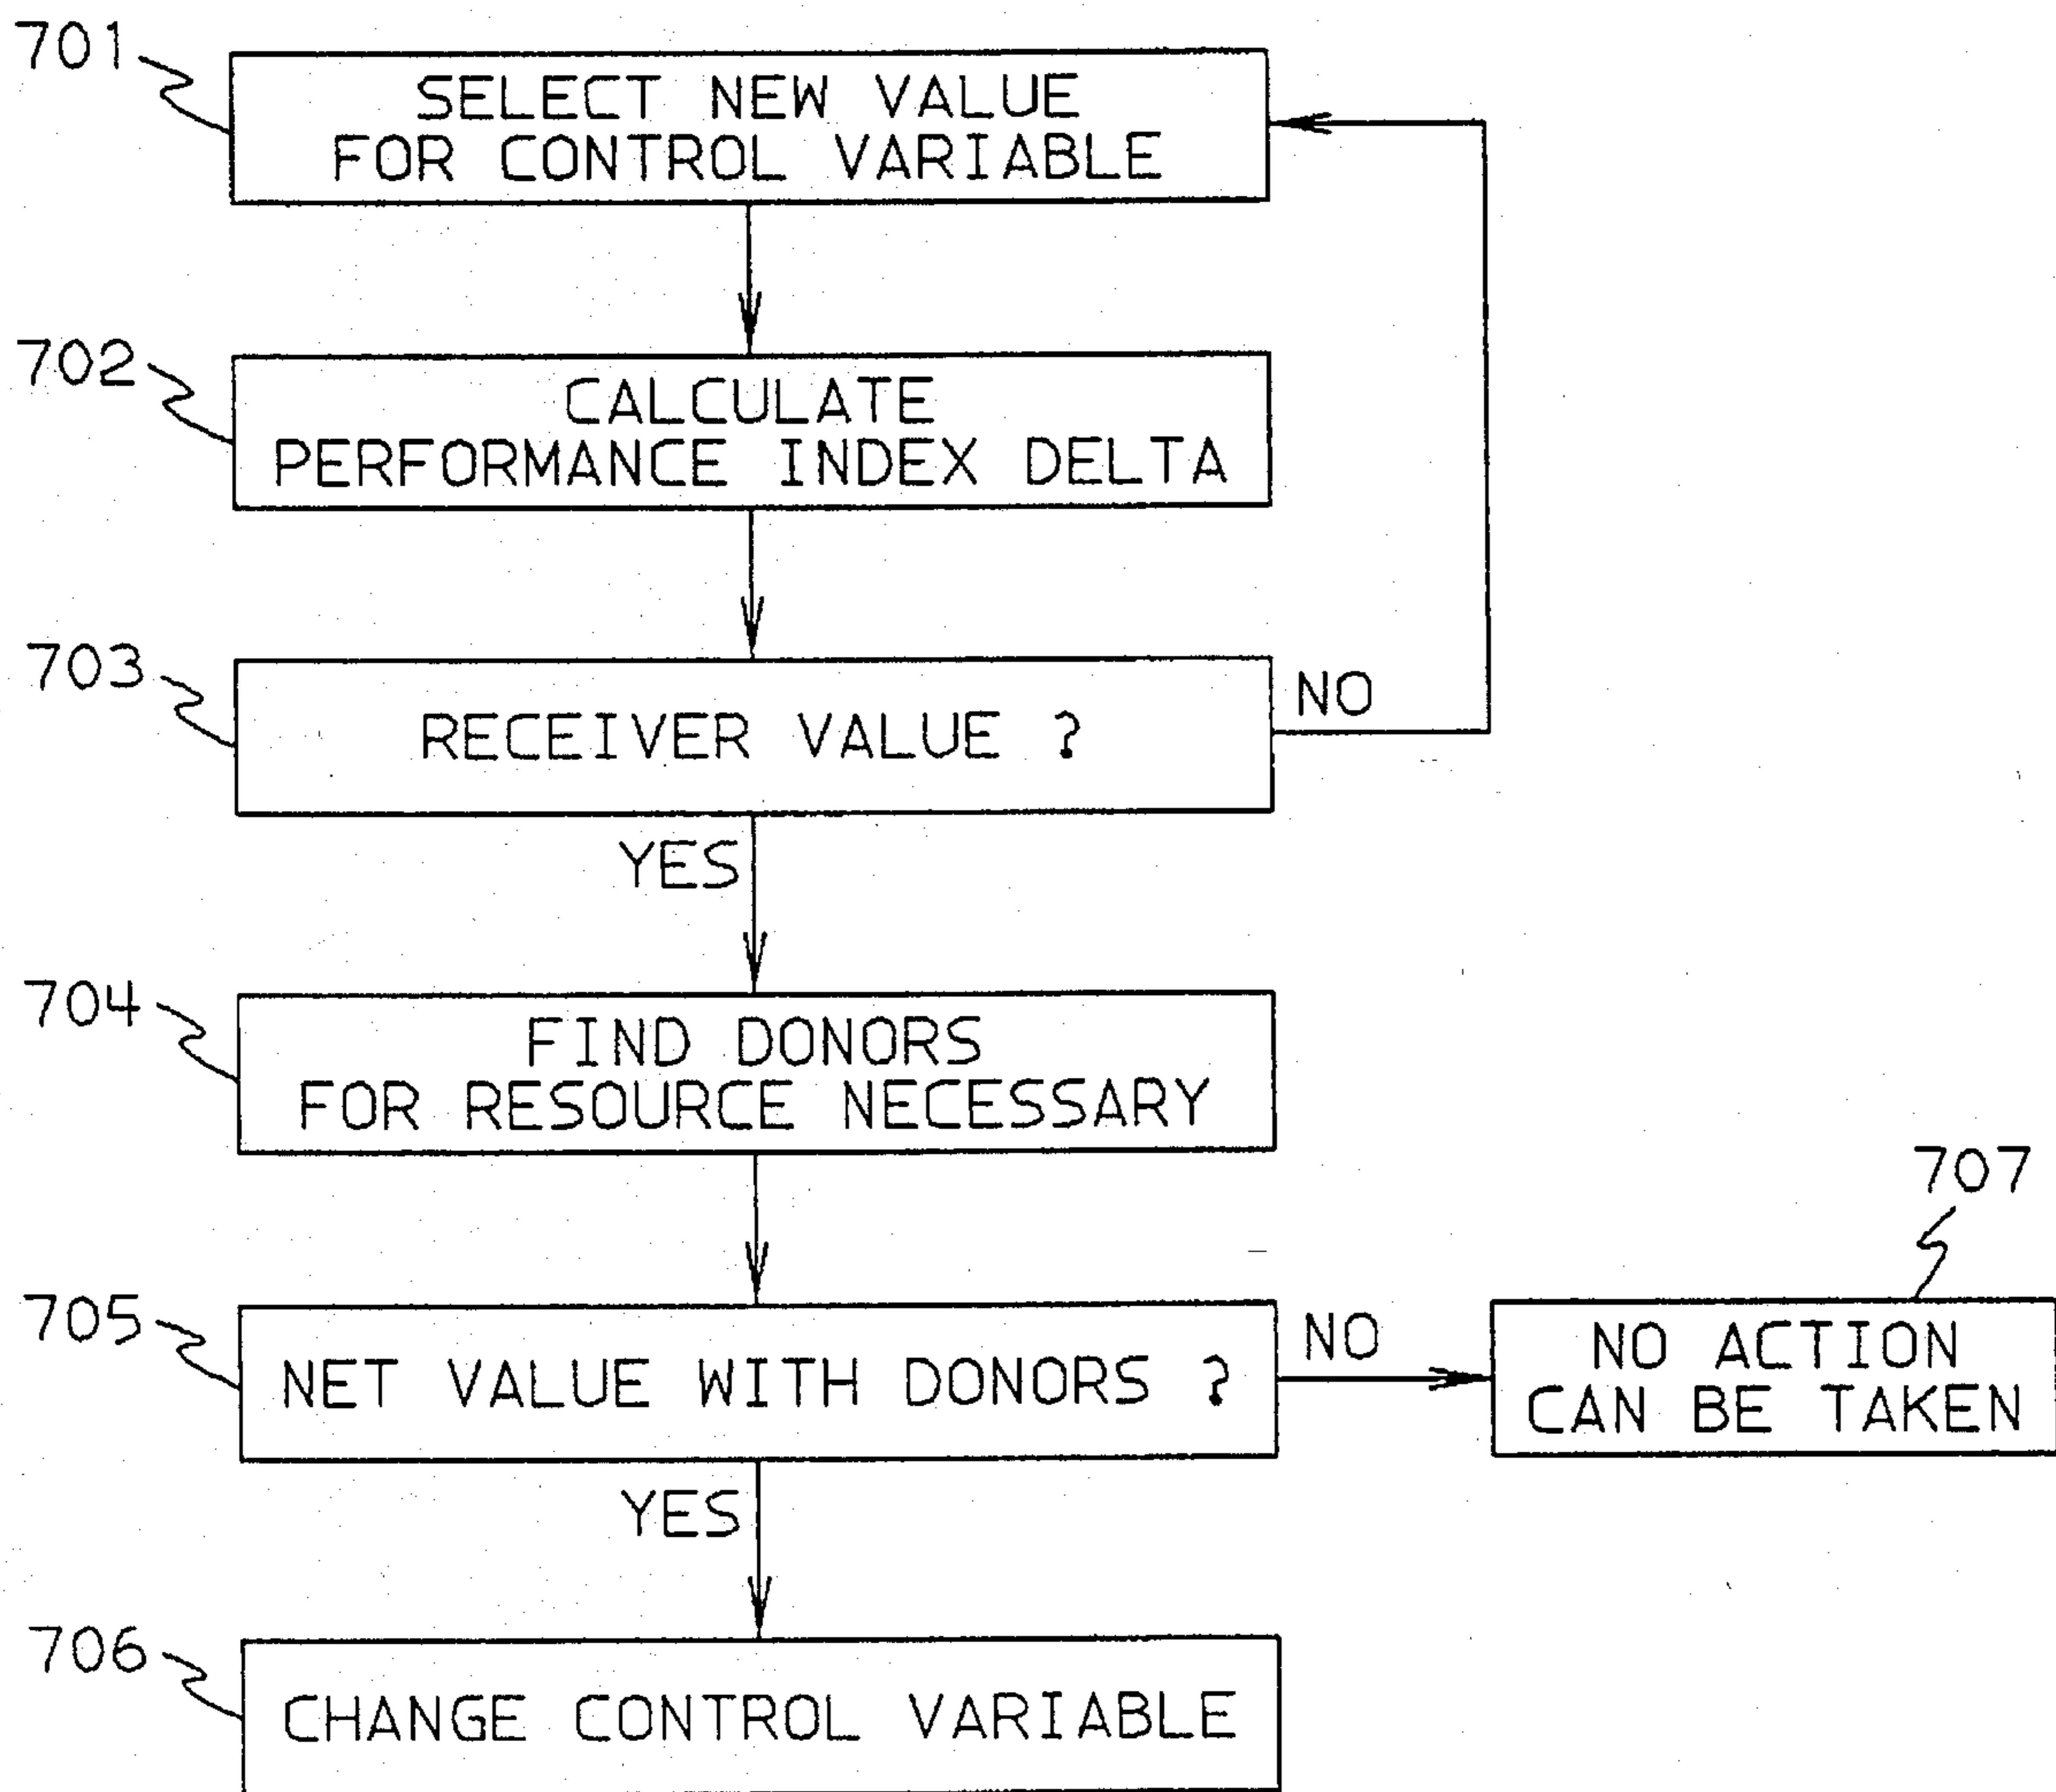 701
SELECT NEW VALUE
FOR CONTROL VARIABLE
702
CALCULATE
PERFORMANCE INDEX DELTA
703
RECEIVER VALUE ?
NO
YES
704
FIND DONORS
FOR RESOURCE NECESSARY
707
705
NET VALUE WITH DONORS ?
NO
NO ACTION
CAN BE TAKEN
YES
706
CHANGE CONTROL VARIABLE